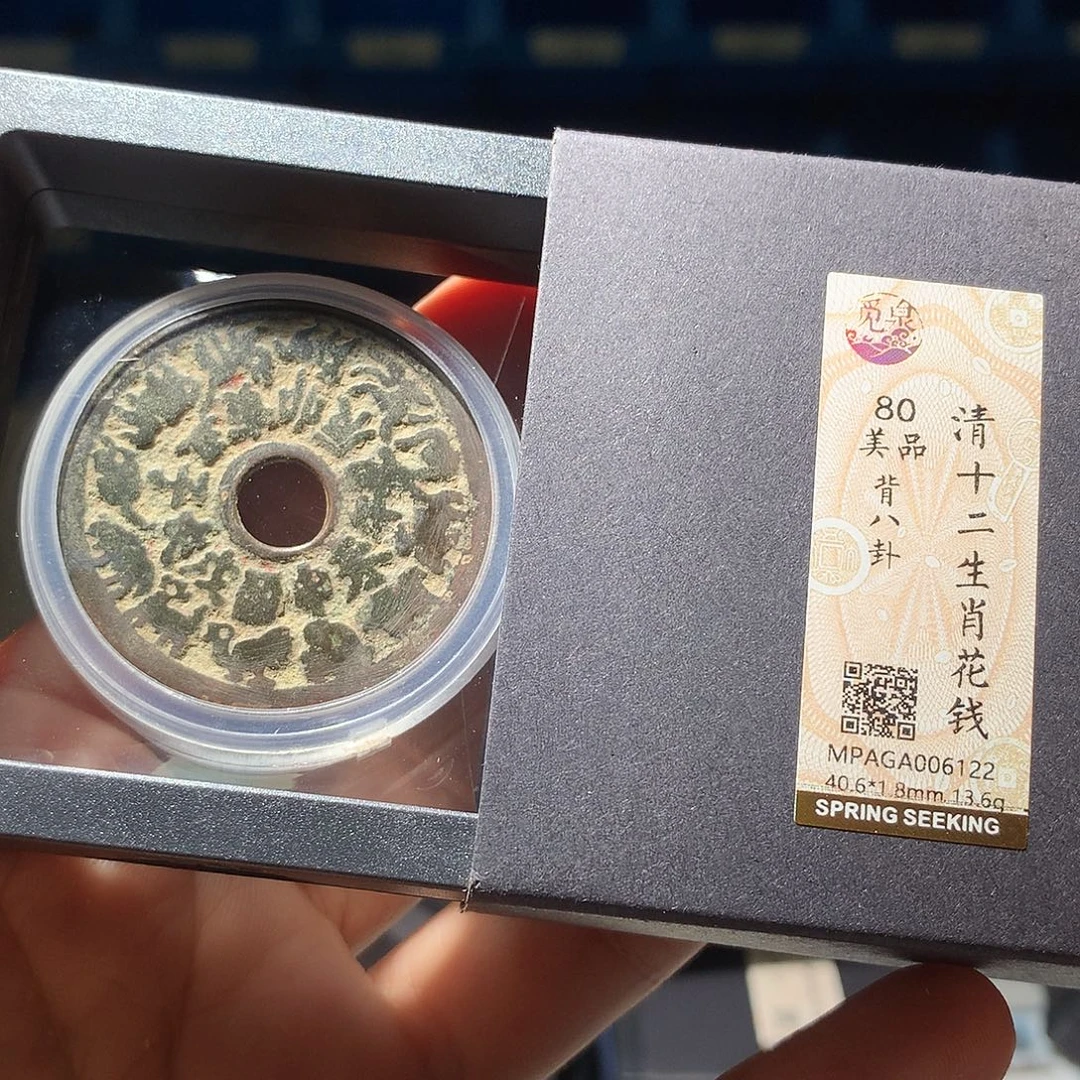 觅泉
清十二生肖花钱
80
美品
背八卦
MPAGA006122
40.6*1.8mm 13.6g
SPRING SEEKING